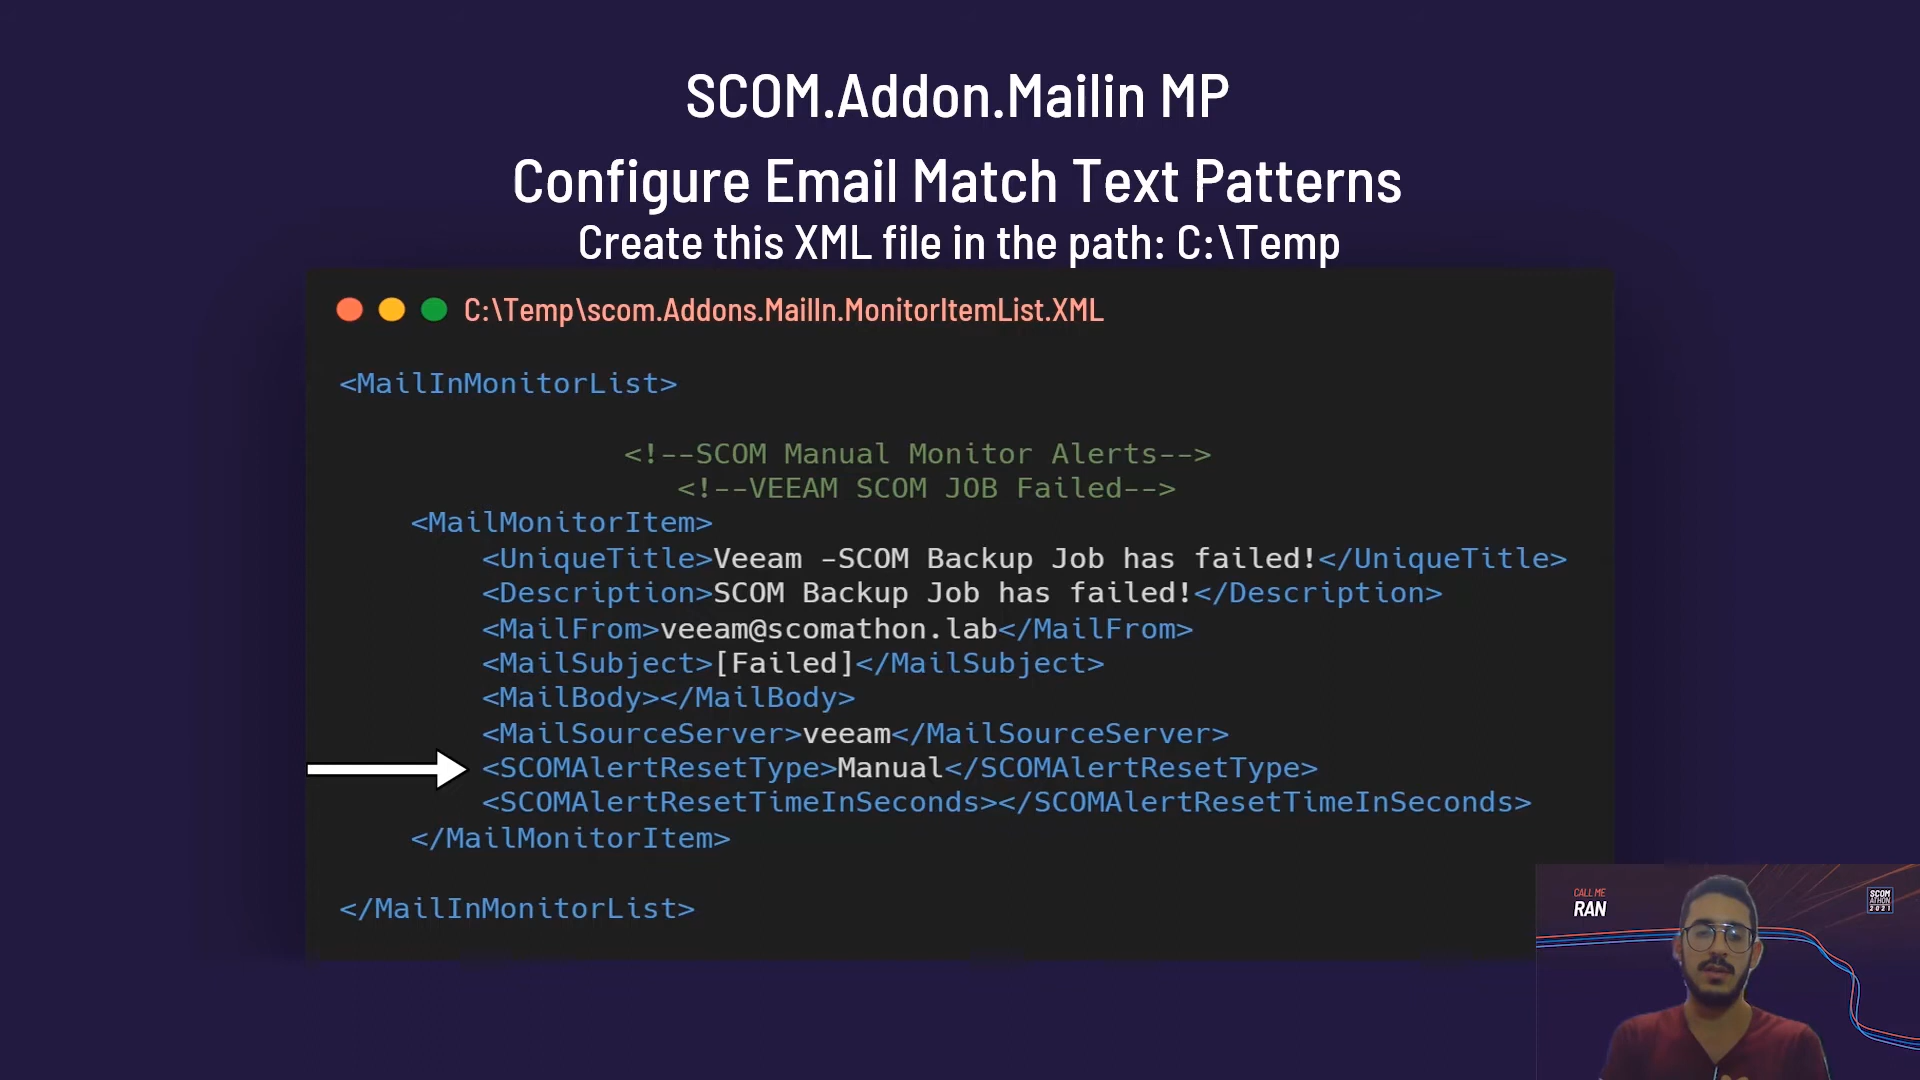 SCOM.Addon.Mailin MP
Configure Email Match Text Patterns
Create this XML file in the path: C:\Temp
C:\Temp\scom.Addons.MailIn.MonitorItemList.XML
<MailInMonitorList>
<!--SCOM Manual Monitor Alerts-->
<!--VEEAM SCOM JOB Failed-->
<MailMonitorItem>
<UniqueTitle>Veeam -SCOM Backup Job has failed!</UniqueTitle>
<Description>SCOM Backup Job has failed!</Description>
<MailFrom>veeam@scomathon.lab</MailFrom>
<MailSubject>[Failed]</MailSubject>
<MailBody></MailBody>
<MailSourceServer>veeam</MailSourceServer>
<SCOMAlertResetType>Manual</SCOMAlertResetType>
<SCOMAlertResetTimeInSeconds></SCOMAlertResetTimeInSeconds>
</MailMonitorItem>
</MailInMonitorList>
CALL ME
RAN
SCOM
ATHON
2021